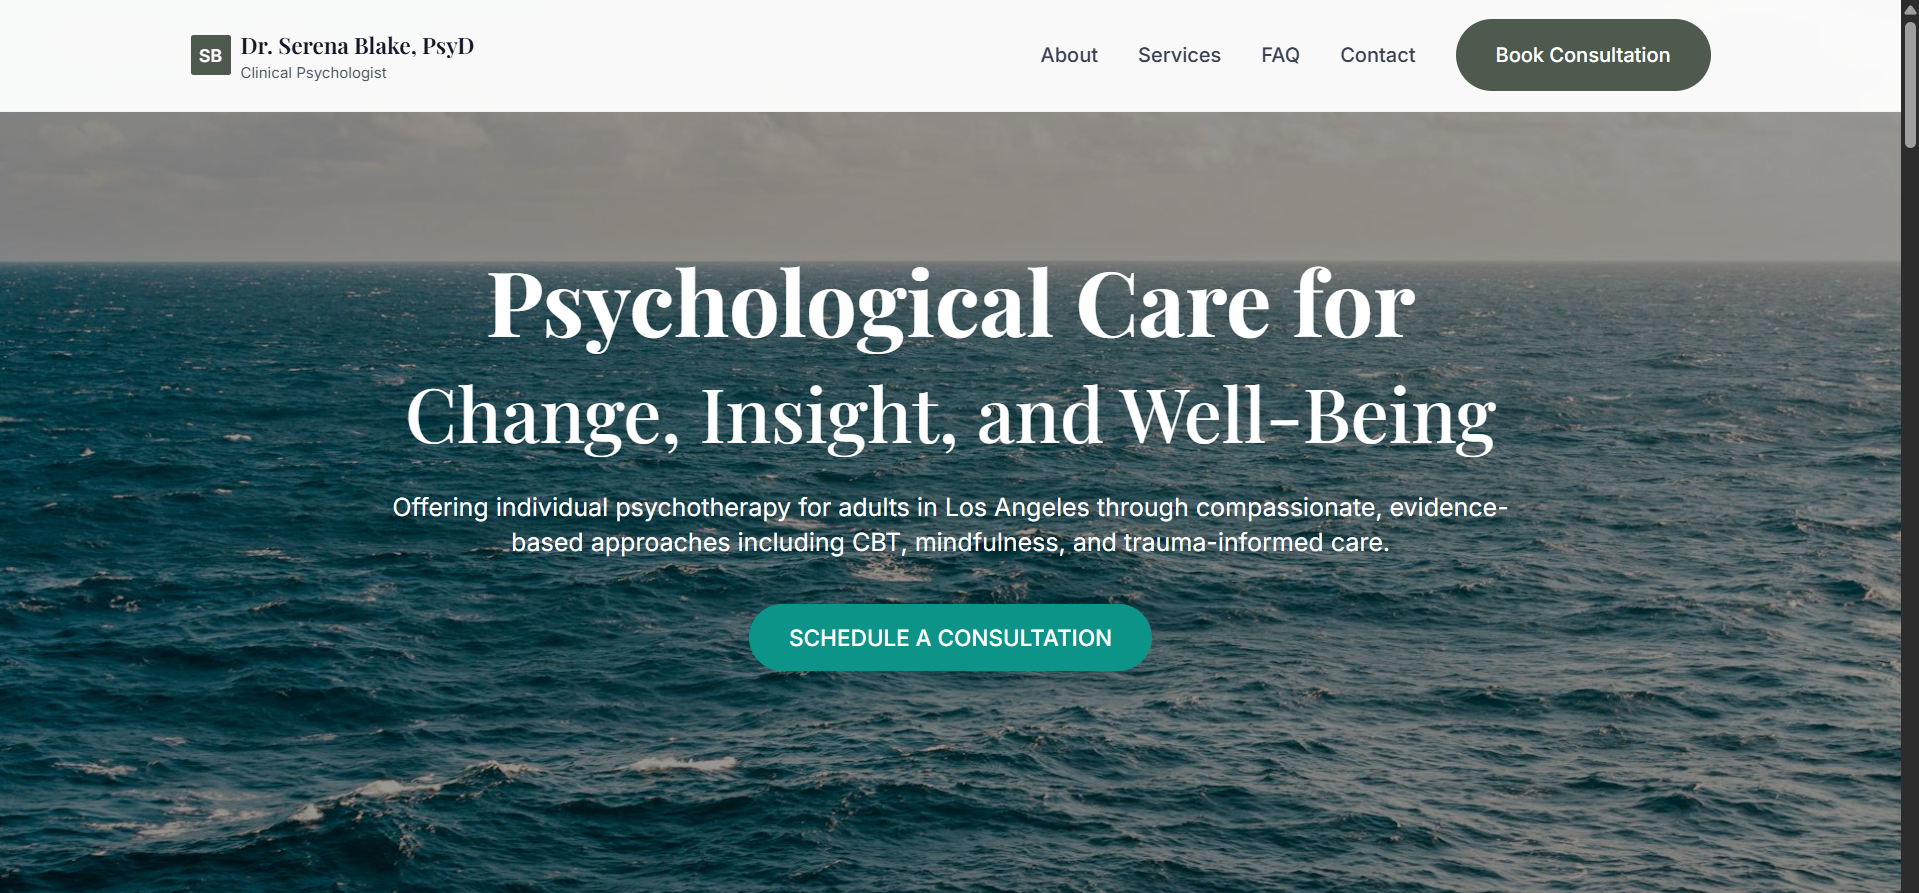 SB
Dr. Serena Blake, PsyD
Clinical Psychologist
About
Services
FAQ
Contact
Book Consultation
Psychological Care for
Change, Insight, and Well-Being
Offering individual psychotherapy for adults in Los Angeles through compassionate, evidence-
based approaches including CBT, mindfulness, and trauma-informed care.
SCHEDULE A CONSULTATION